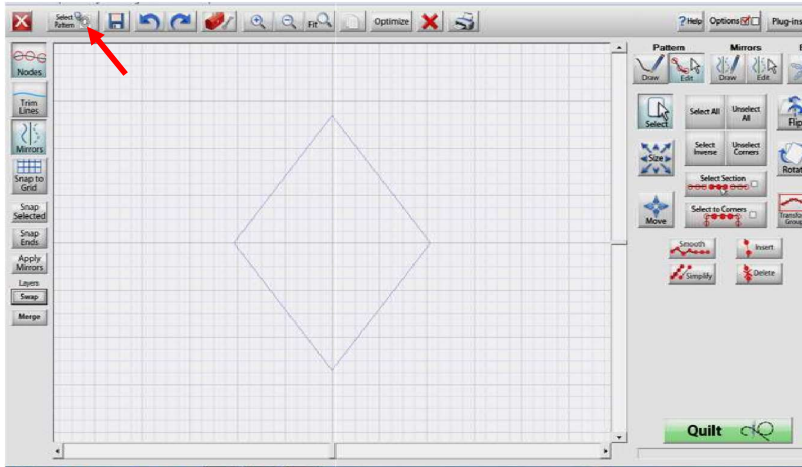 Select
Pattern
Fit
Optimize
?Help
Options
Plug-ins
Nodes
Trim
Lines
Mirrors
Snap to
Grid
Snap
Selected
Snap
Ends
Apply
Mirrors
Layers
Swap
Merge
Pattern
Mirrors
Draw
Edit
Draw
Edit
Select
Select All
Unselect
All
Flip
Size
Select
Inverse
Unselect
Corners
Rotat
Select Section
Move
Select to Corners
Transfo
Group
Smooth
Insert
Simplify
Delete
Quilt